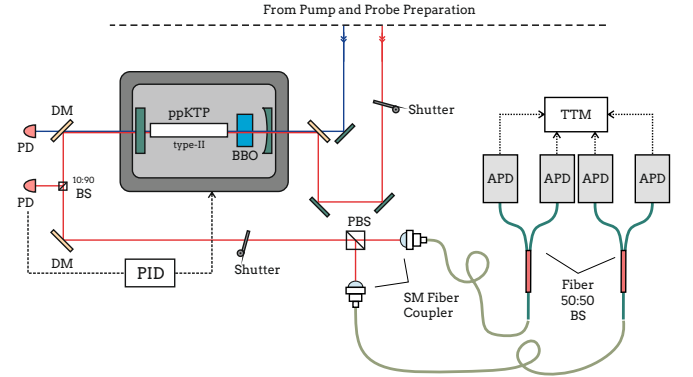 From Pump and Probe Preparation
DM
ppKTP
Shutter
TTM
PD
type-II
BBO
APD
APD
APD
APD
10:90
BS
PD
PBS
DM
Shutter
PID
SM Fiber
Coupler
Fiber
50:50
BS